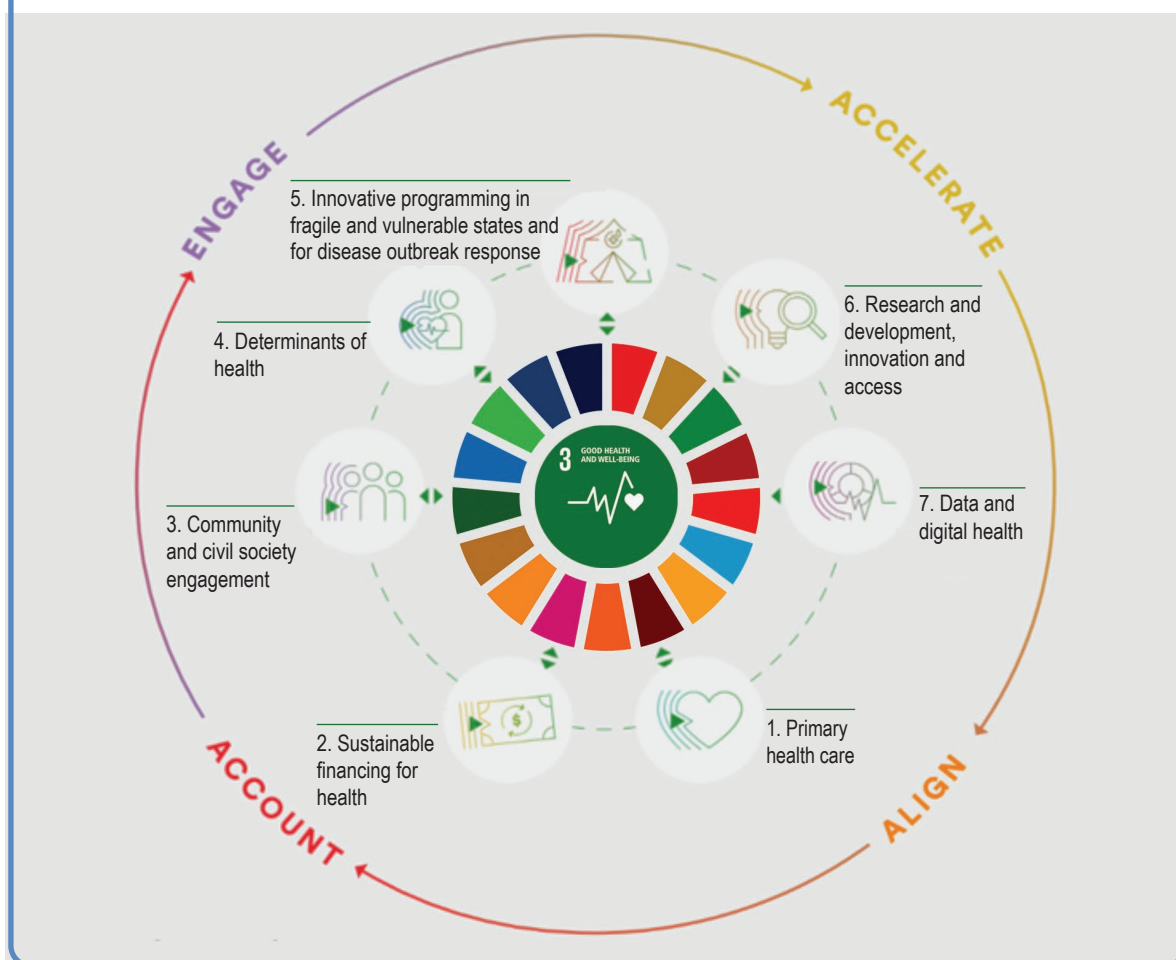 ENGAGE
ACCELERATE
5. Innovative programming in
fragile and vulnerable states and
for disease outbreak response
6. Research and
development,
innovation and
access
4. Determinants of
health
3 GOOD HEALTH
AND WELL-BEING
7. Data and
digital health
3. Community
and civil society
engagement
$
2. Sustainable
financing for
health
1. Primary
health care
ACCOUNT
ALIGN